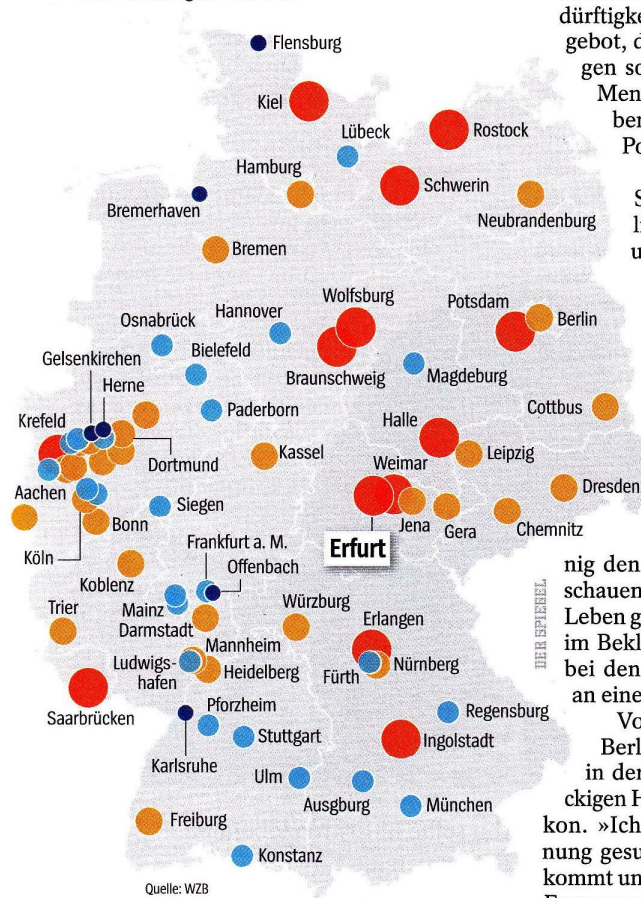 Flensburg
Kiel
Rostock
Lübeck
Hamburg
Schwerin
Bremerhaven
Neubrandenburg
Bremen
Wolfsburg
Potsdam
Hannover
Berlin
Osnabrück
Gelsenkirchen
Bielefeld
Braunschweig
Magdeburg
Herne
Cottbus
Paderborn
Krefeld
Halle
Kassel
Leipzig
Dortmund
Weimar
Dresden
Aachen
Siegen
Jena
Gera
Chemnitz
Bonn
Köln
Frankfurt a. M.
Erfurt
Offenbach
Koblenz
Trier
Mainz
Würzburg
Erlangen
Darmstadt
Mannheim
Ludwigs-
hafen
Heidelberg
Fürth
Nürnberg
Saarbrücken
Pforzheim
Regensburg
Stuttgart
Ingolstadt
Karlsruhe
Ulm
Ausgburg
München
Freiburg
Konstanz
Quelle: WZB
DER SPIEGEL
dürftigke
gebot, d
gen so
Men
ber
Po
S
li
u
nig den
schauen
Leben g
im Bekl
bei den
an eine
Vo
Berl
in der
ckigen H
kon. »Ich
nung gesu
kommt un